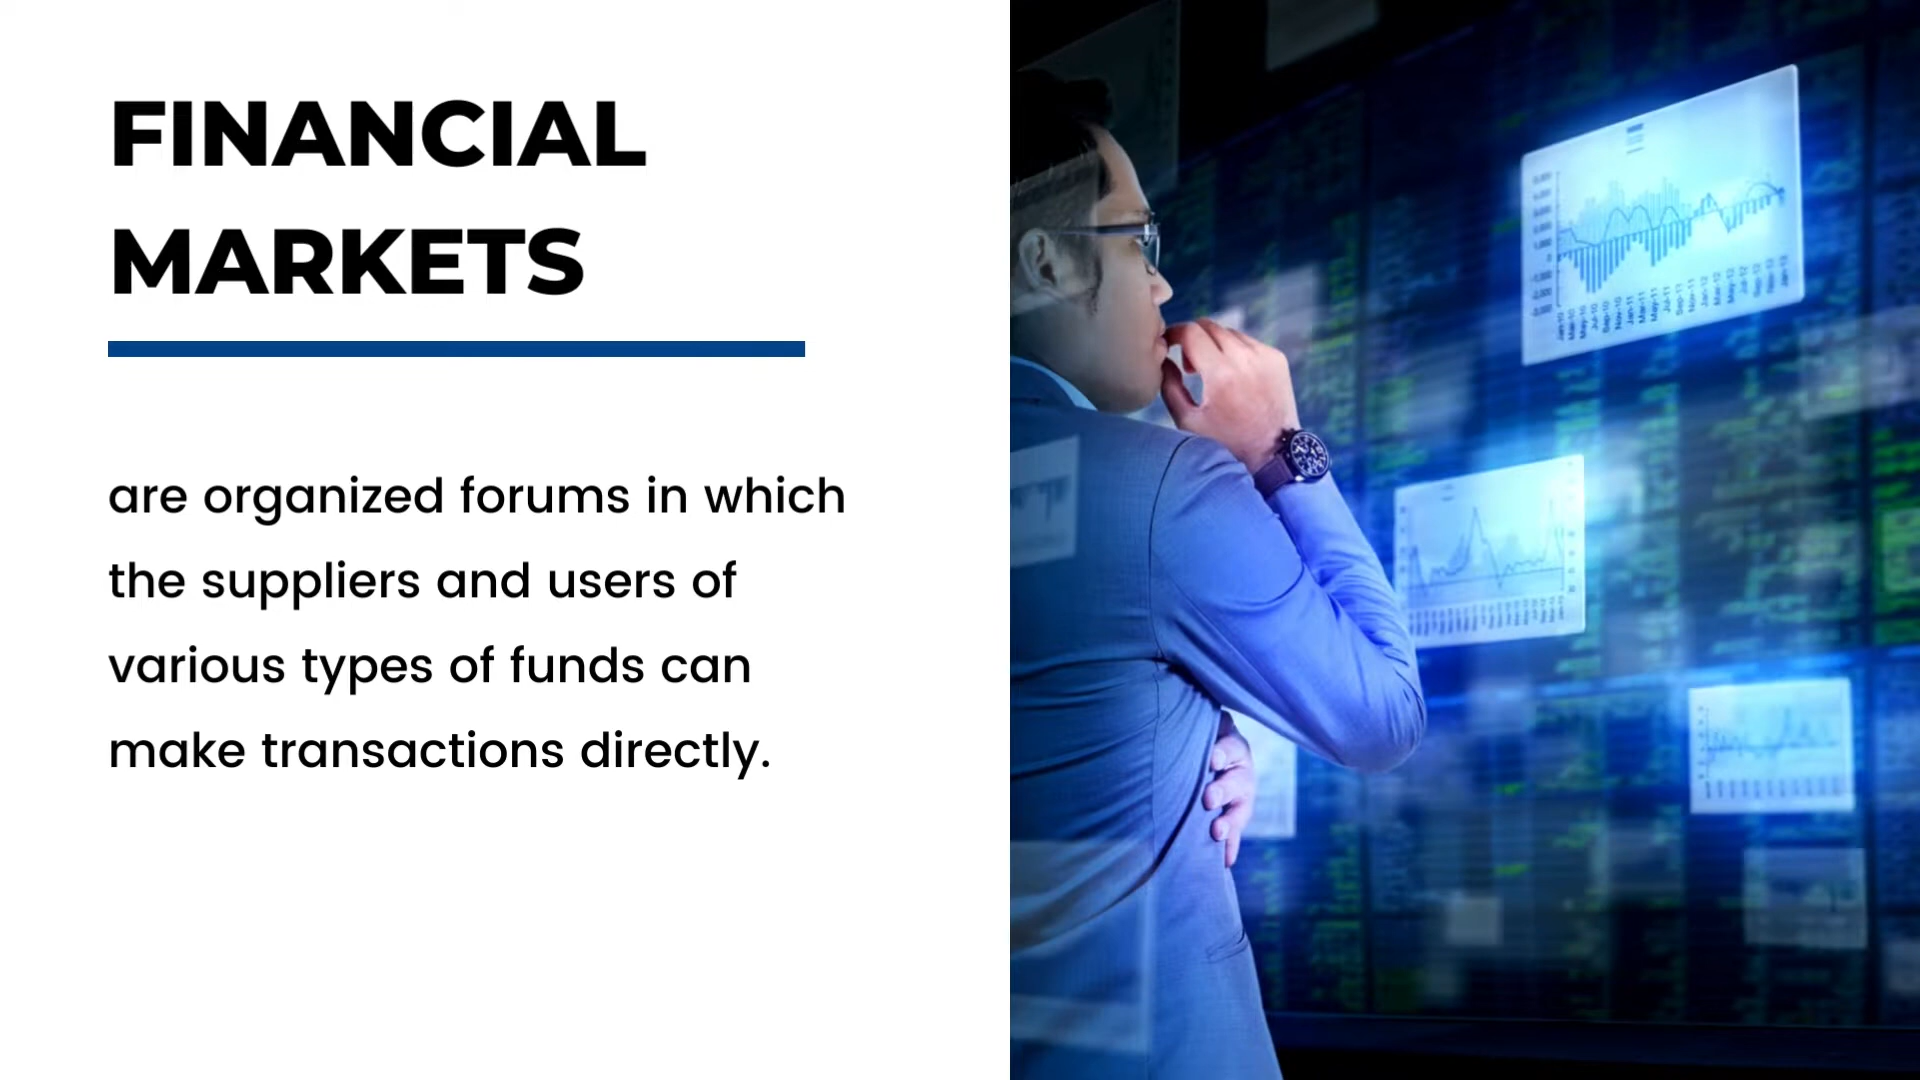 FINANCIAL
MARKETS
are organized forums in which
the suppliers and users of
various types of funds can
make transactions directly.